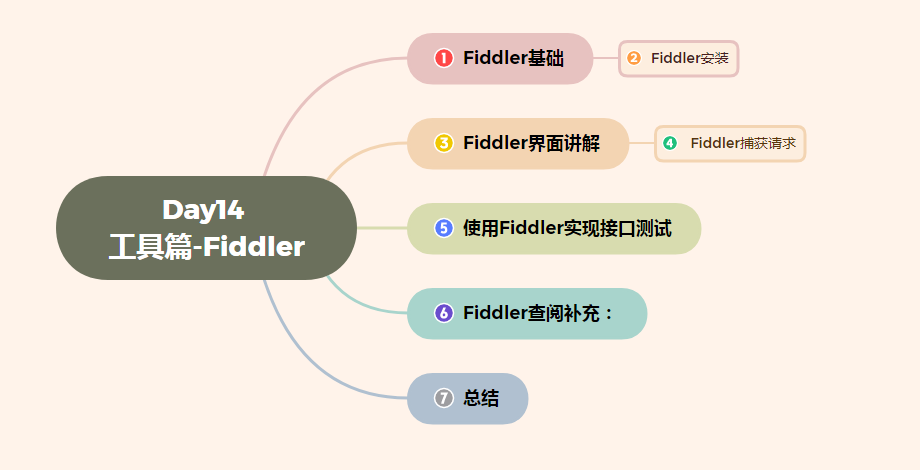 Day14
工具篇-Fiddler
1 Fiddler基础
2 Fiddler安装
3 Fiddler界面讲解
4 Fiddler捕获请求
5 使用Fiddler实现接口测试
6 Fiddler查阅补充：
7 总结